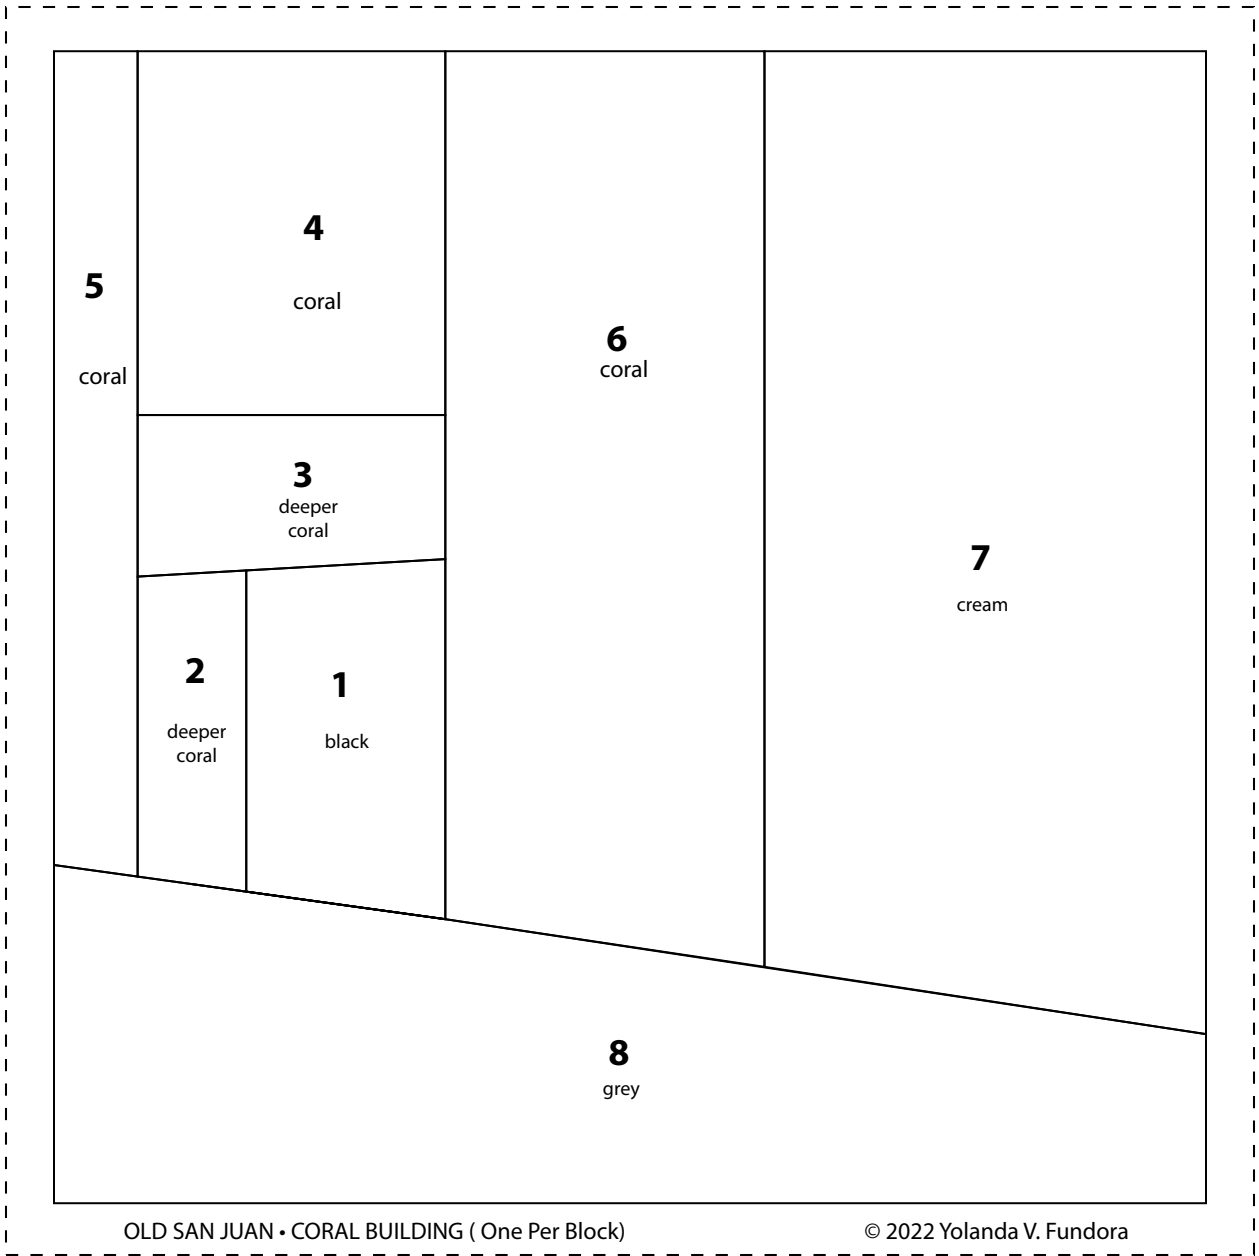 4
coral
5
coral
6
coral
3
deeper
coral
7
cream
2
deeper
coral
1
black
8
grey
OLD SAN JUAN • CORAL BUILDING ( One Per Block)
© 2022 Yolanda V. Fundora